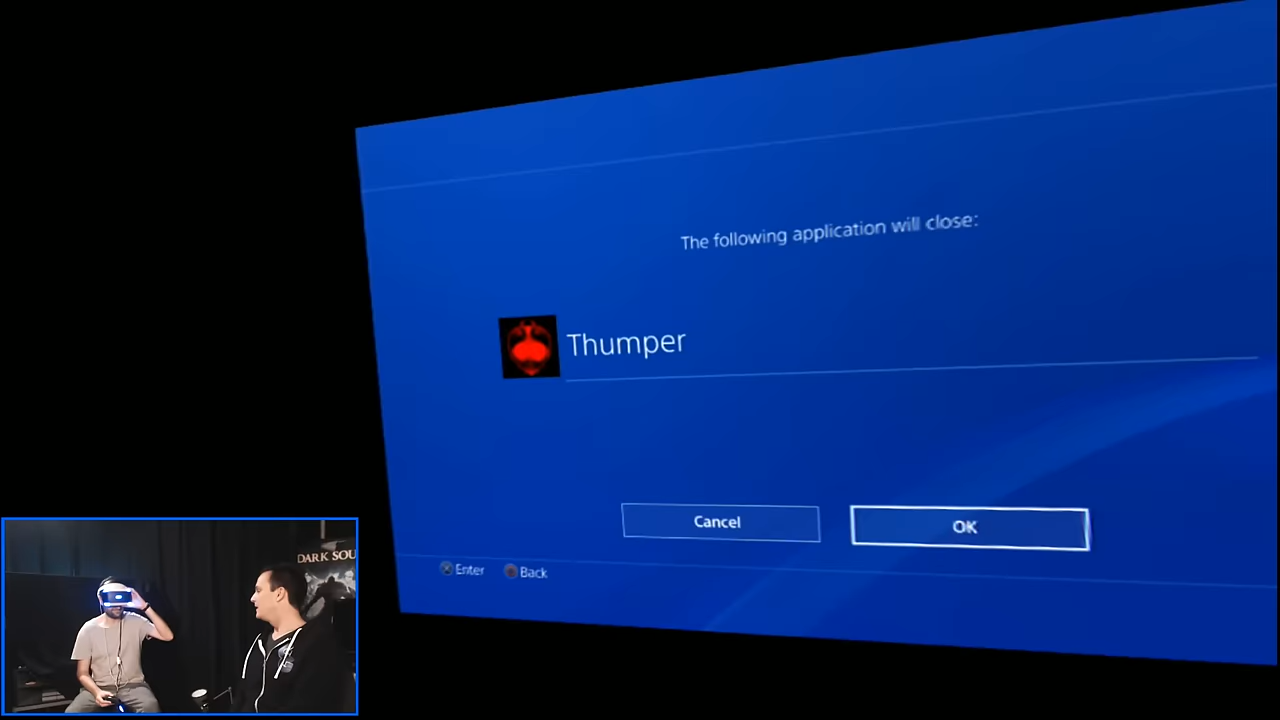 The following application will close:
Thumper
Cancel
OK
Enter
Back
DARK SOU